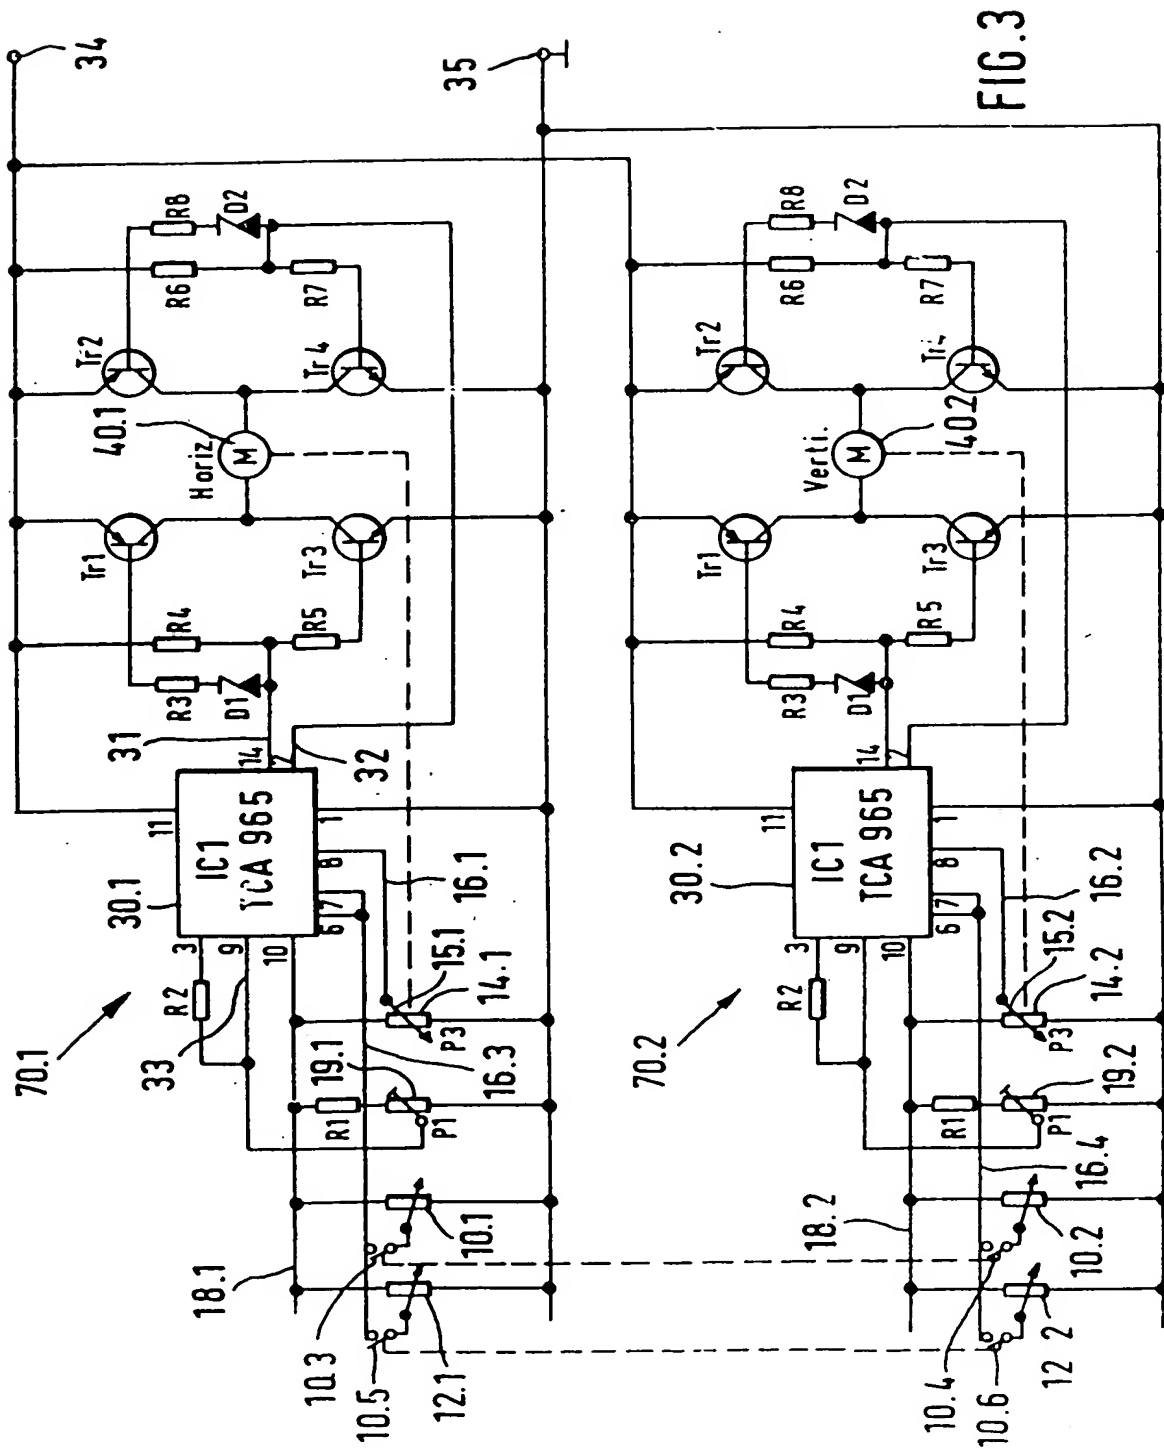 FIG.3
34
35
70.1
30.1
33
31
32
IC1
TCA 965
11
3
9
10
6
7
8
1
14
2
R2
R3
D1
R4
R5
Tr1
Tr3
Horiz
M
40.1
Tr2
Tr4
R6
R7
R8
D2
18.1
R1
P1
19.1
P3
15.1
14.1
16.1
16.3
10.1
10.3
10.5
12.1
70.2
30.2
IC1
TCA 965
11
3
9
10
6
7
8
1
14
2
R2
R3
D1
R4
R5
Tr1
Tr3
Verti.
M
40.2
Tr2
Tr4
R6
R7
R8
D2
18.2
R1
P1
19.2
P3
15.2
14.2
16.2
16.4
10.2
10.4
10.6
12 2